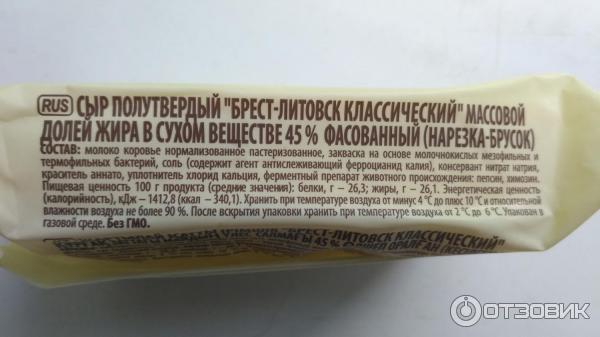 RUS СЫР ПОЛУТВЕРДЫЙ "БРЕСТ-ЛИТОВСК КЛАССИЧЕСКИЙ" МАССОВОЙ
ДОЛЕЙ ЖИРА В СУХОМ ВЕЩЕСТВЕ 45 % ФАСОВАННЫЙ (НАРЕЗКА-БРУСОК)
СОСТАВ: молоко коровье нормализованное пастеризованное, закваска на основе молочнокислых мезофильных и
термофильных бактерий, соль (содержит агент антислеживающий ферроцианид калия), консервант нитрат натрия,
краситель аннато, уплотнитель хлорид кальция, ферментный препарат животного происхождения: пепсин, химозин.
Пищевая ценность 100 г продукта (средние значения): белки, г – 26,3; жиры, г – 26,1. Энергетическая ценность
(калорийность), кДж – 1412,8 (ккал – 340,1). Хранить при температуре воздуха от минус 4 °С до плюс 10 °С и относительной
влажности воздуха не более 90 %. После вскрытия упаковки хранить при температуре воздуха от 2 °С до 6 °С. Упакован в
газовой среде. Без ГМО.
БРЕСТ-ЛИТОВСК КЛАССИЧЕСКИЙ"
45 % ОРАЛҒАН
ОТЗОВИК